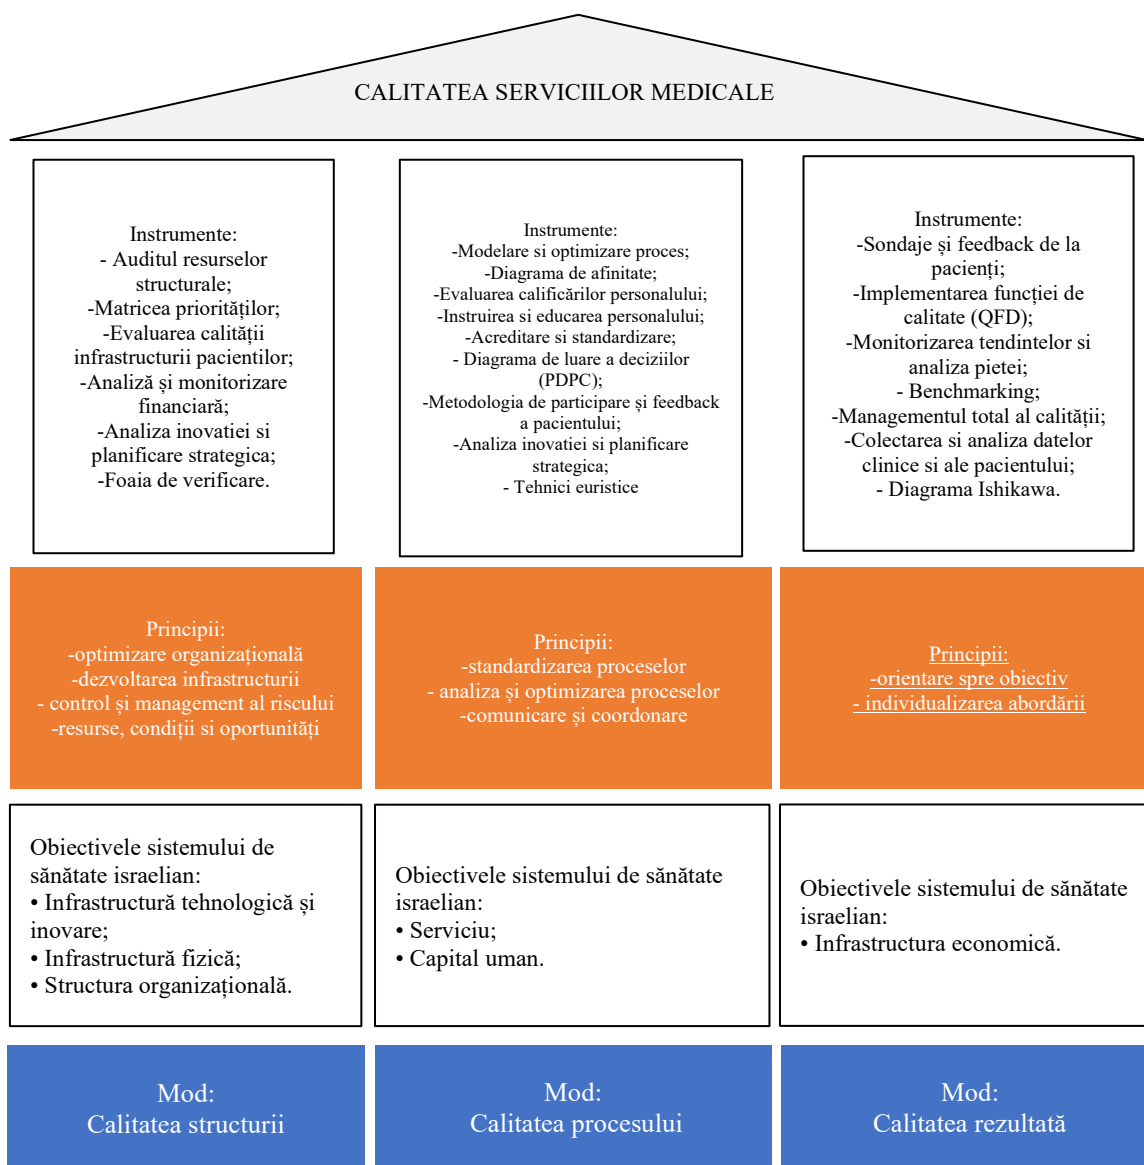 CALITATEA SERVICIILOR MEDICALE
Instrumente:
- Auditul resurselor
structurale;
-Matricea priorităților;
-Evaluarea calității
infrastructurii pacientilor;
-Analiză și monitorizare
financiară;
-Analiza inovatiei si
planificare strategica;
-Foaia de verificare.
Instrumente:
-Modelare si optimizare proces;
-Diagrama de afinitate;
-Evaluarea calificărilor personalului;
-Instruirea si educarea personalului;
-Acreditare si standardizare;
- Diagrama de luare a deciziilor
(PDPC);
-Metodologia de participare și feedback
a pacientului;
-Analiza inovatiei si planificare
strategica;
- Tehnici euristice
Instrumente:
-Sondaje și feedback de la
pacienți;
-Implementarea funcției de
calitate (QFD);
-Monitorizarea tendintelor si
analiza pietei;
- Benchmarking;
-Managementul total al calității;
-Colectarea si analiza datelor
clinice si ale pacientului;
- Diagrama Ishikawa.
Principii:
-optimizare organizațională
-dezvoltarea infrastructurii
- control și management al riscului
-resurse, condiții si oportunități
Principii:
-standardizarea proceselor
- analiza și optimizarea proceselor
-comunicare și coordonare
Principii:
-orientare spre obiectiv
- individualizarea abordării
Obiectivele sistemului de
sănătate israelian:
• Infrastructură tehnologică și
inovare;
• Infrastructură fizică;
• Structura organizațională.
Obiectivele sistemului de sănătate
israelian:
• Serviciu;
• Capital uman.
Obiectivele sistemului de sănătate
israelian:
• Infrastructura economică.
Mod:
Calitatea structurii
Mod:
Calitatea procesului
Mod:
Calitatea rezultată